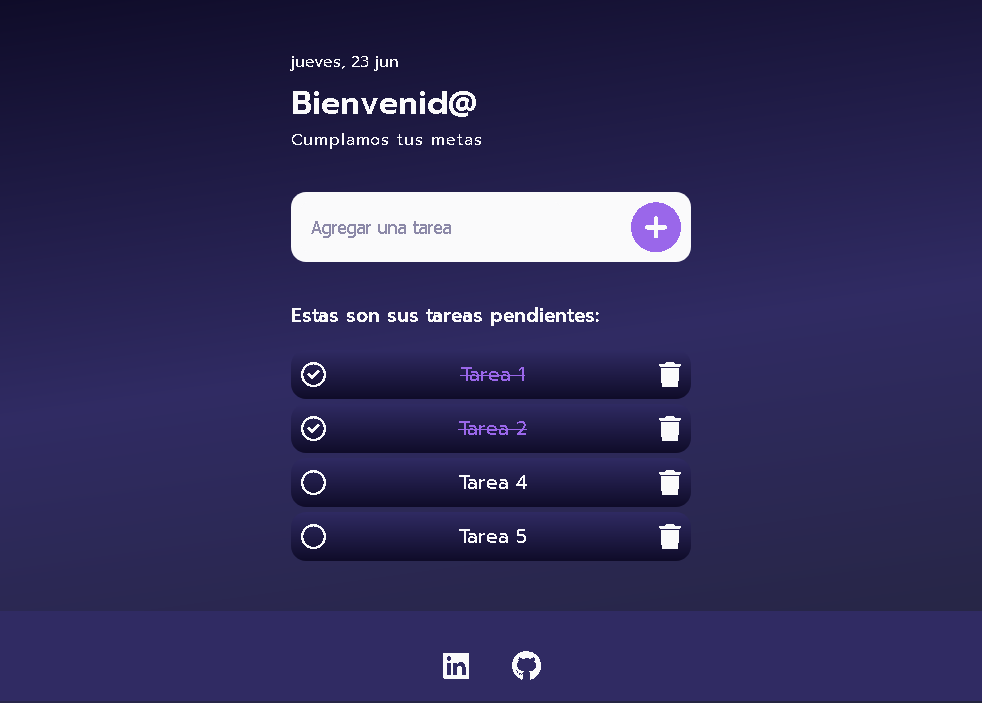 jueves, 23 jun
Bienvenid@
Cumplamos tus metas
Agregar una tarea
Estas son sus tareas pendientes:
Tarea 1
Tarea 2
Tarea 4
Tarea 5
in